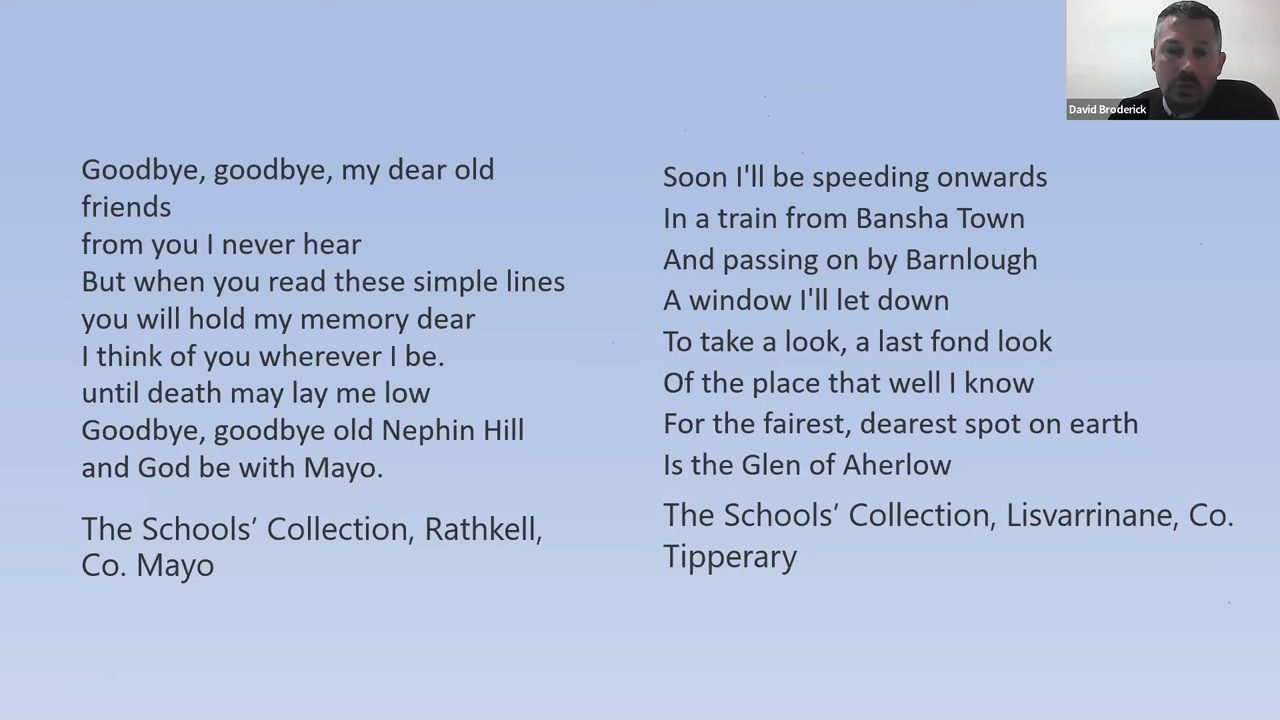 Goodbye, goodbye, my dear old
friends
from you I never hear
But when you read these simple lines
you will hold my memory dear
I think of you wherever I be.
until death may lay me low
Goodbye, goodbye old Nephin Hill
and God be with Mayo.
The Schools’ Collection, Rathkell,
Co. Mayo
Soon I'll be speeding onwards
In a train from Bansha Town
And passing on by Barnlough
A window I'll let down
To take a look, a last fond look
Of the place that well I know
For the fairest, dearest spot on earth
Is the Glen of Aherlow
The Schools’ Collection, Lisvarrinane, Co.
Tipperary
David Broderick